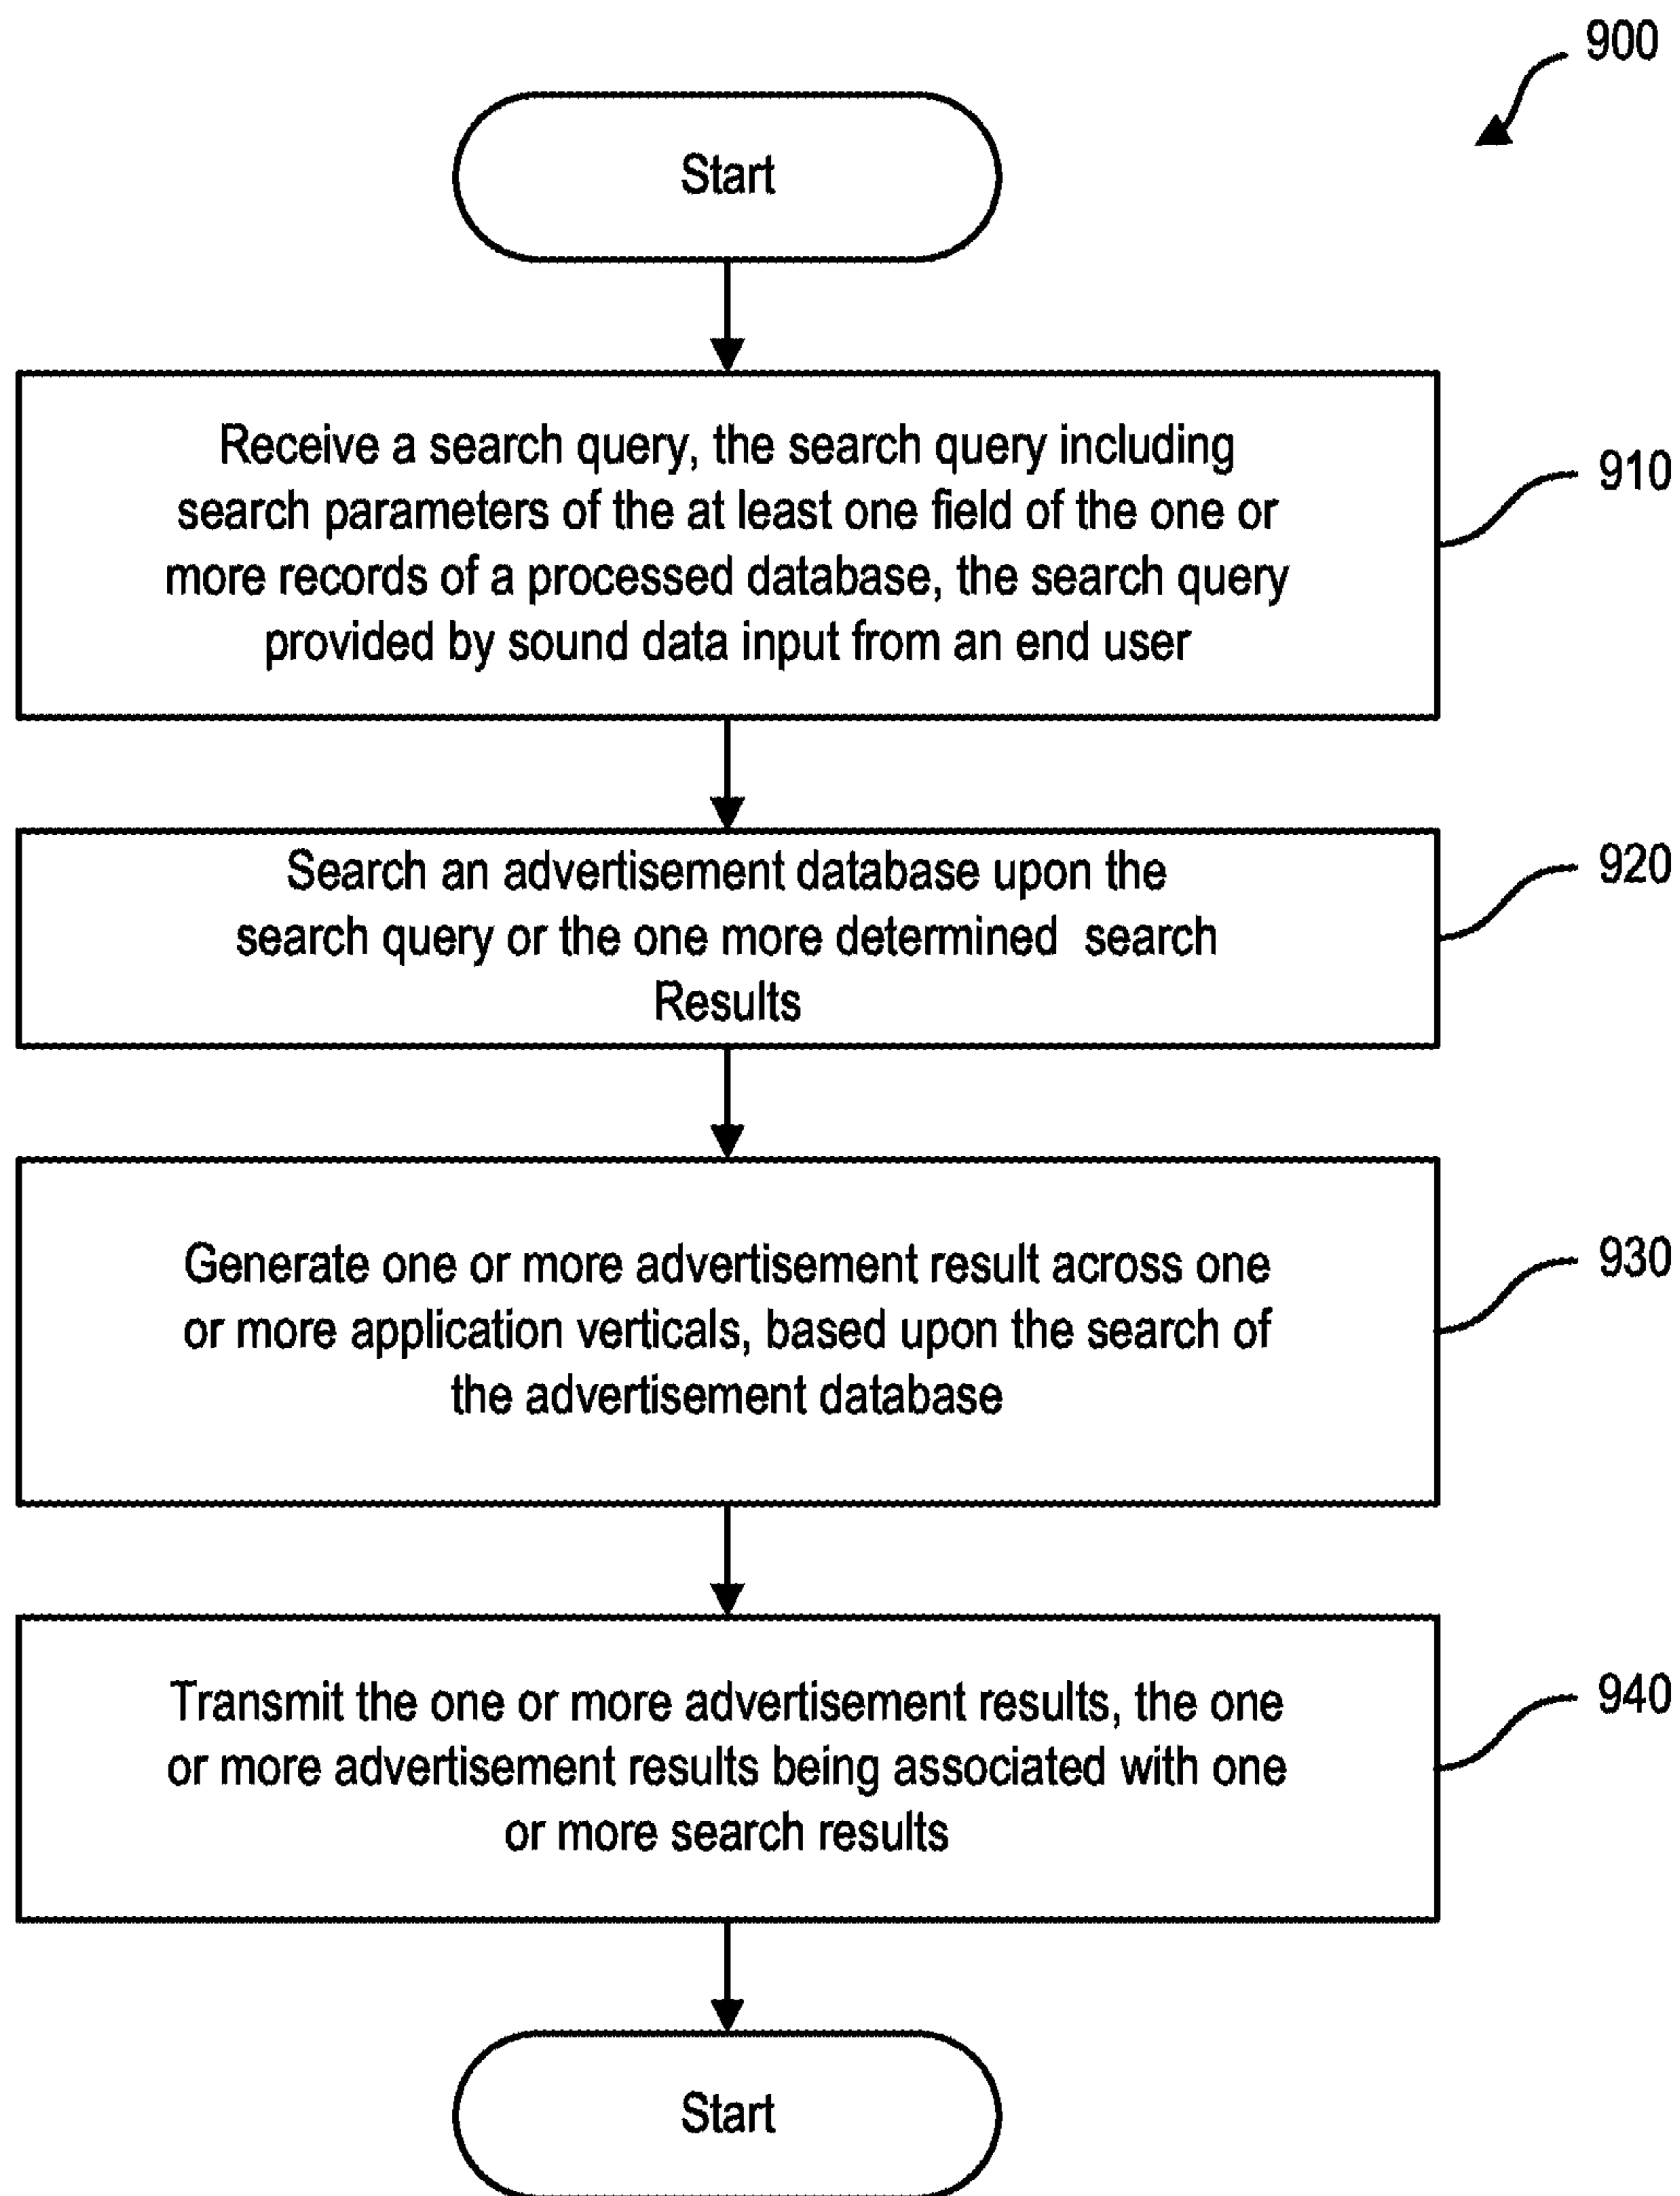 900
Start
Receive a search query, the search query including
search parameters of the at least one field of the one or
more records of a processed database, the search query
provided by sound data input from an end user
910
Search an advertisement database upon the
search query or the one more determined search
Results
920
Generate one or more advertisement result across one
or more application verticals, based upon the search of
the advertisement database
930
Transmit the one or more advertisement results, the one
or more advertisement results being associated with one
or more search results
940
Start